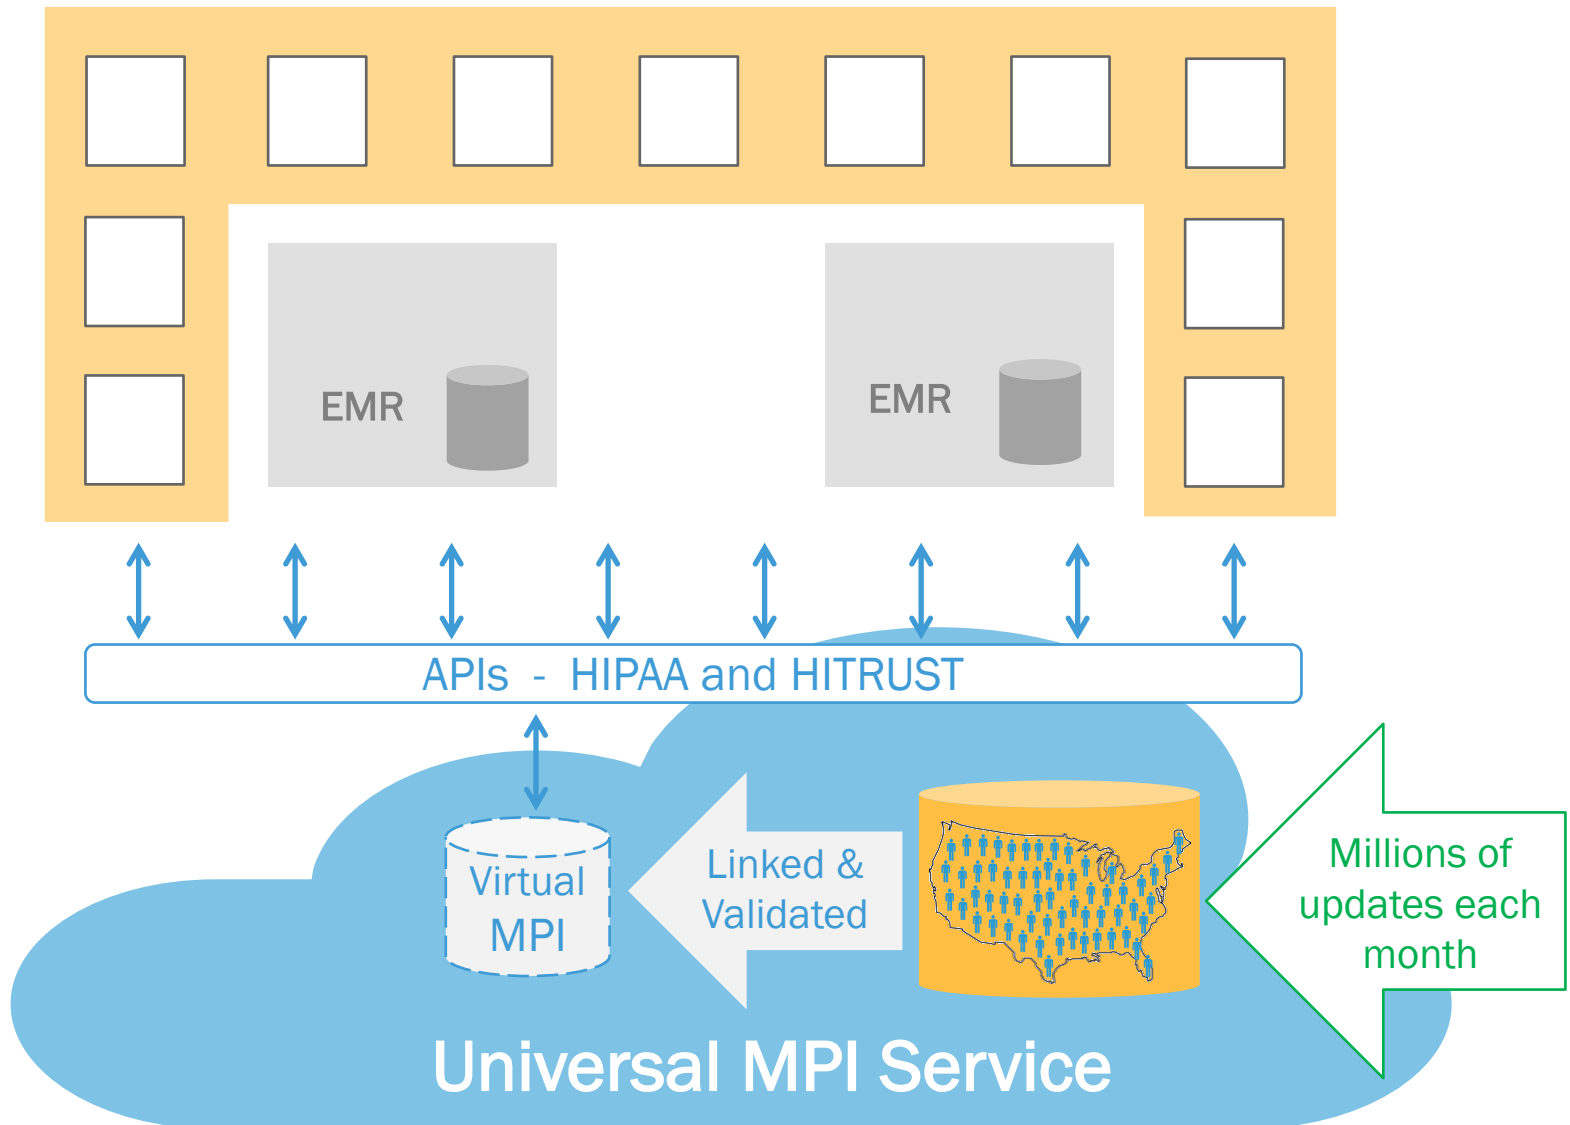 EMR
EMR
APIs - HIPAA and HITRUST
Virtual
MPI
Linked &
Validated
Millions of
updates each
month
Universal MPI Service